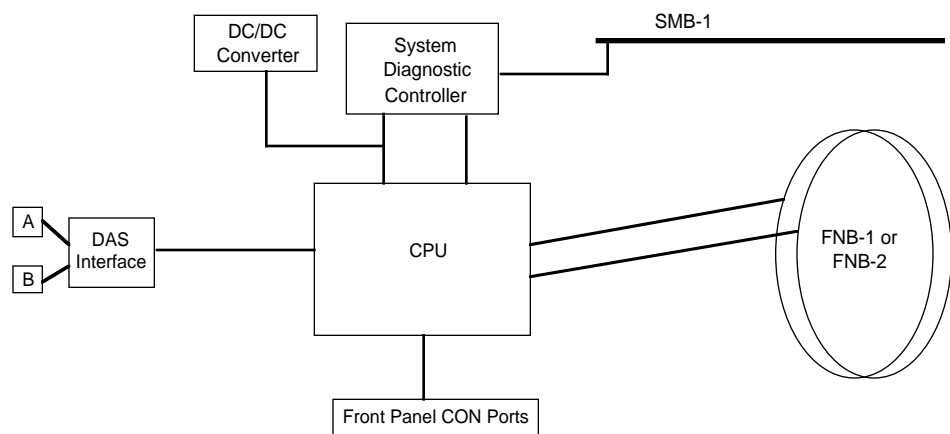 SMB-1
DC/DC
Converter
System
Diagnostic
Controller
A
B
DAS
Interface
CPU
FNB-1 or
FNB-2
Front Panel CON Ports